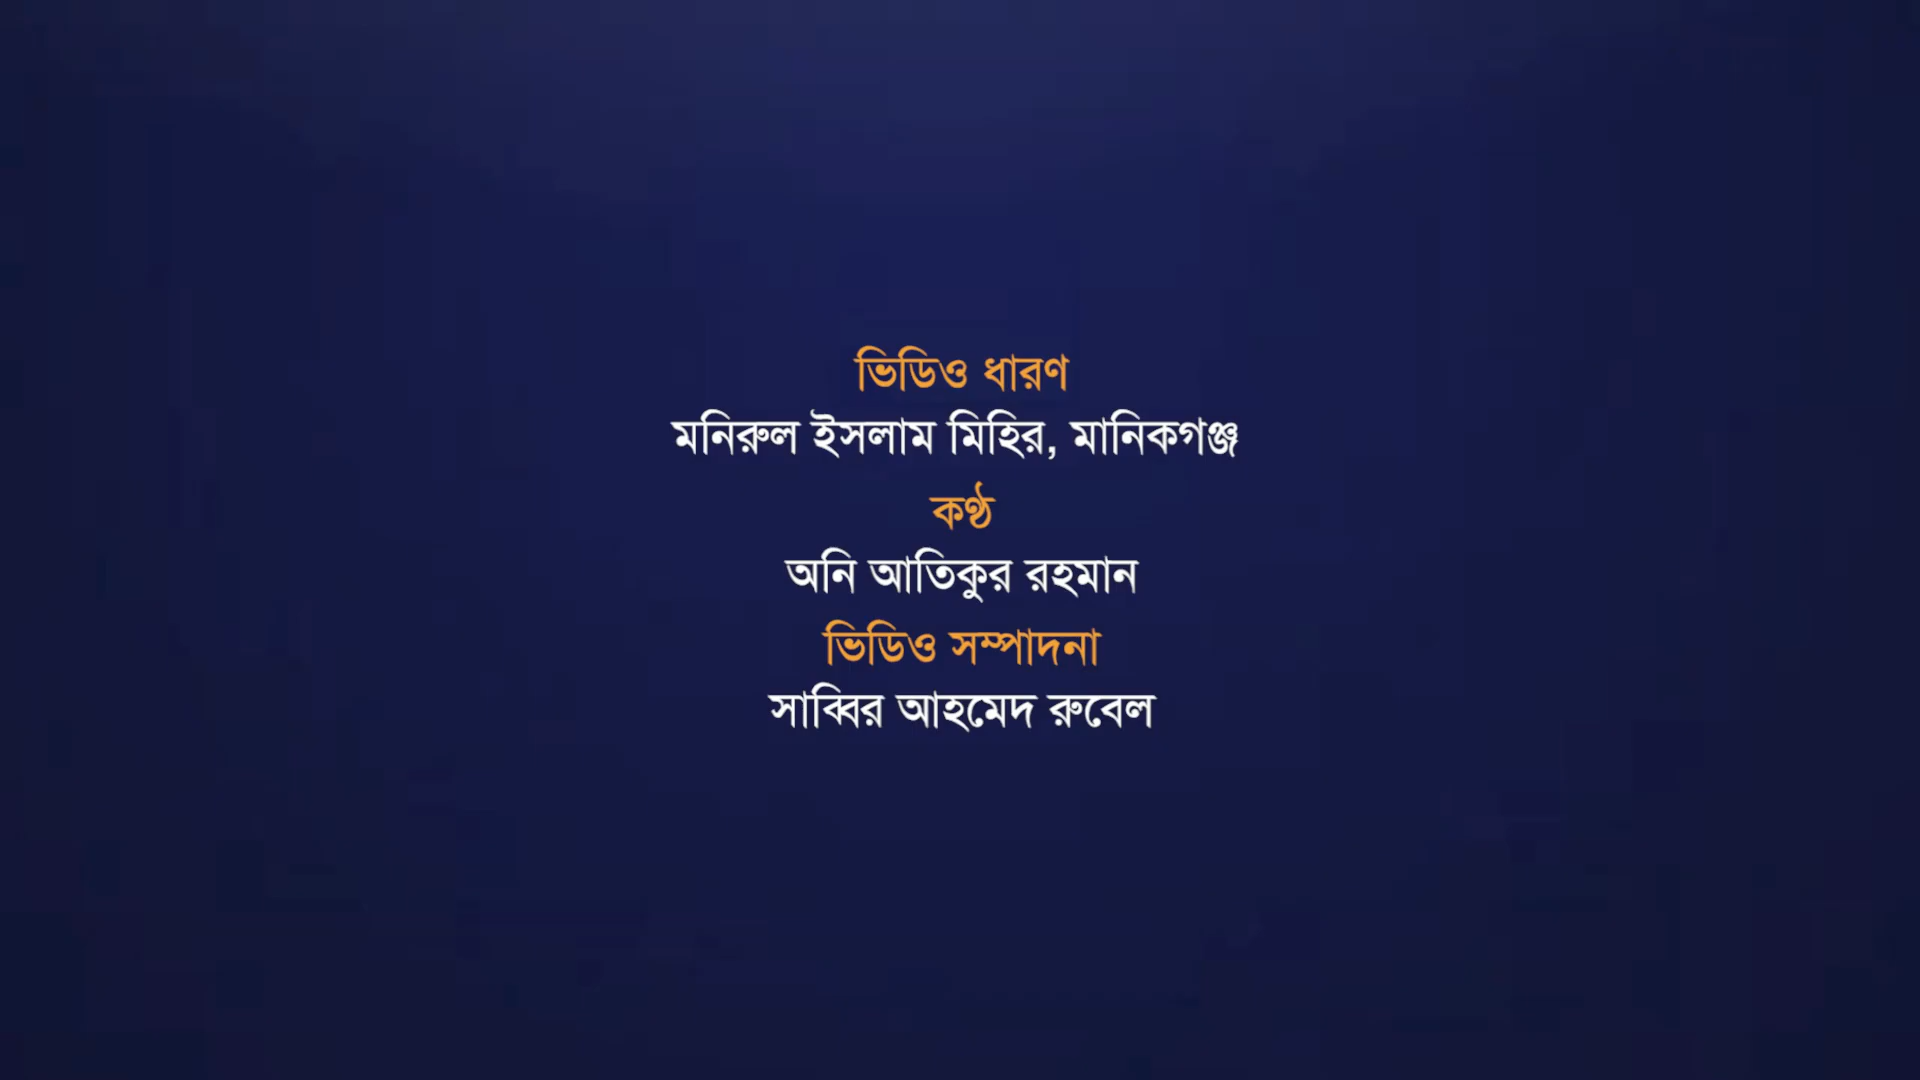 ভিডিও ধারণ
মনিরুল ইসলাম মিহির, মানিকগঞ্জ
কণ্ঠ
অনি আতিকুর রহমান
ভিডিও সম্পাদনা
সাব্বির আহমেদ রুবেল